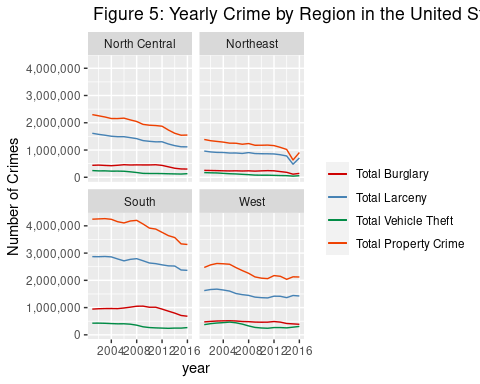 Figure 5: Yearly Crime by Region in the United S
North Central
Northeast
4,000,000
3,000,000
2,000,000
1,000,000
0
South
West
4,000,000
3,000,000
2,000,000
1,000,000
0
2004 2008 2012 2016
2004 2008 2012 2016
year
Number of Crimes
Total Burglary
Total Larceny
Total Vehicle Theft
Total Property Crime